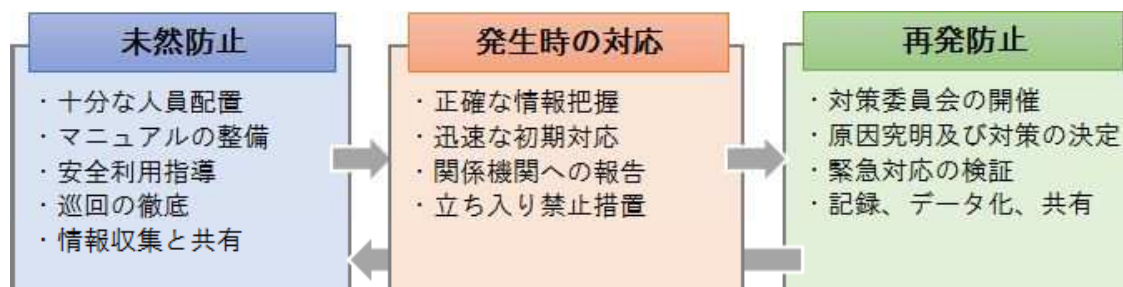 未然防止
・十分な人員配置
・マニュアルの整備
・安全利用指導
・巡回の徹底
・情報収集と共有
発生時の対応
・正確な情報把握
・迅速な初期対応
・関係機関への報告
・立ち入り禁止措置
再発防止
・対策委員会の開催
・原因究明及び対策の決定
・緊急対応の検証
・記録、データ化、共有